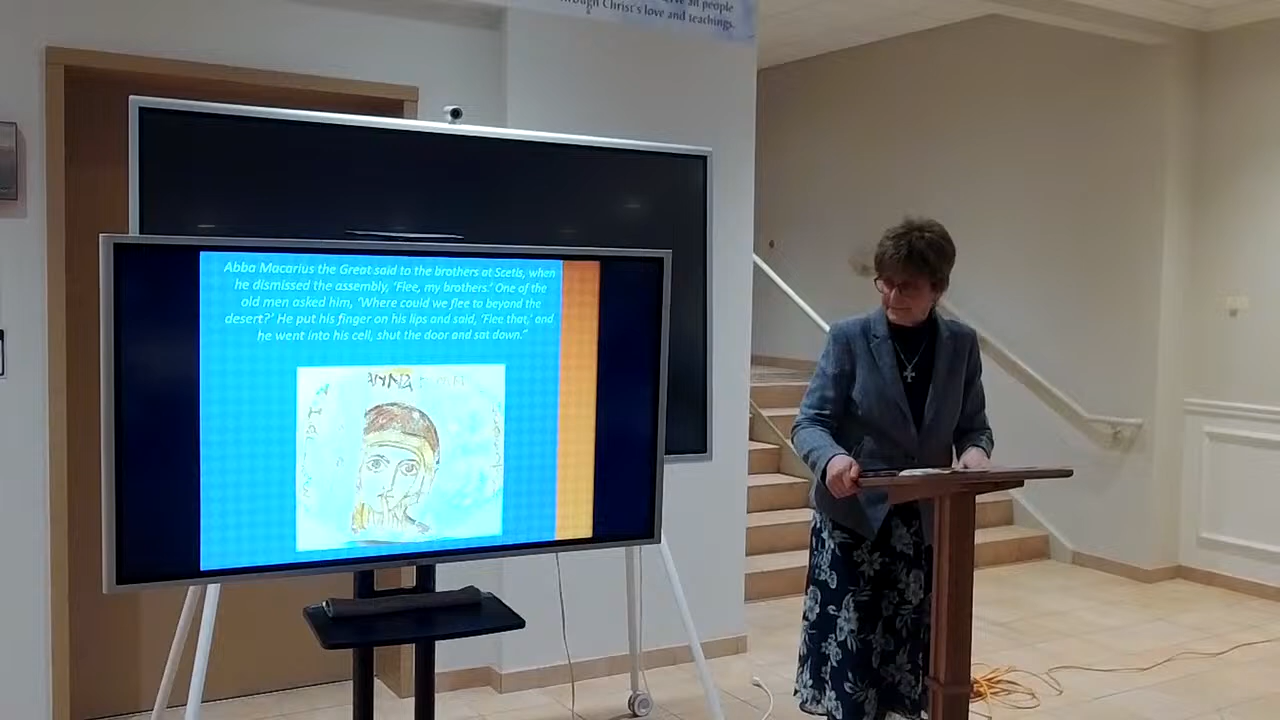 all people
through Christ's love and teachings.
Abba Macarius the Great said to the brothers at Scetis, when
he dismissed the assembly, 'Flee, my brothers.' One of the
old men asked him, 'Where could we flee to beyond the
desert?' He put his finger on his lips and said, 'Flee that,' and
he went into his cell, shut the door and sat down."